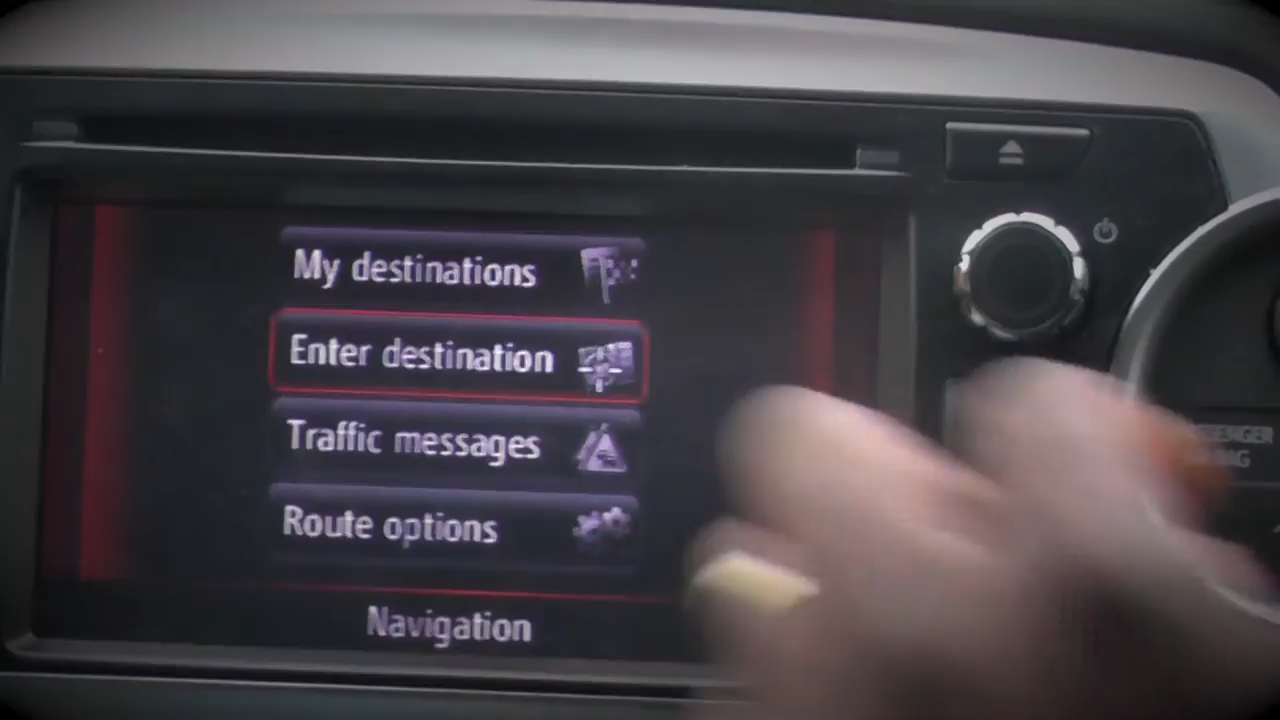 My destinations
Enter destination
Traffic messages
Route options
Navigation